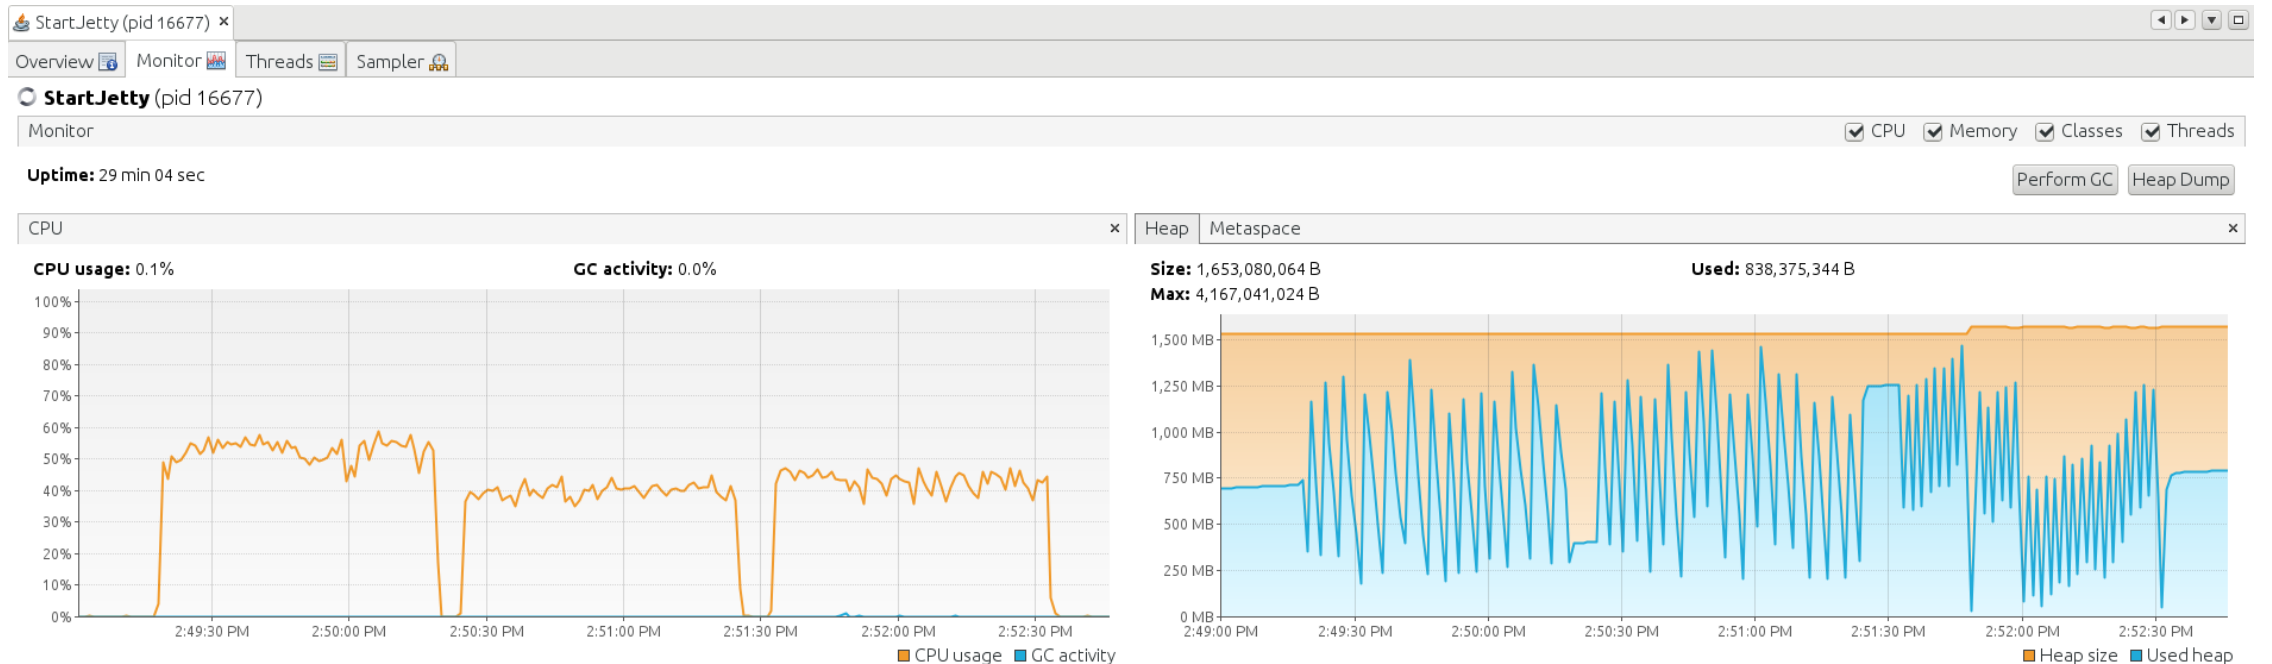 StartJetty (pid 16677) ×
Overview Monitor Threads Sampler
StartJetty (pid 16677)
Monitor CPU Memory Classes Threads
Uptime: 29 min 04 sec
Perform GC Heap Dump
CPU ×
CPU usage: 0.1% GC activity: 0.0%
100%
90%
80%
70%
60%
50%
40%
30%
20%
10%
0%
2:49:30 PM 2:50:00 PM 2:50:30 PM 2:51:00 PM 2:51:30 PM 2:52:00 PM 2:52:30 PM
CPU usage GC activity
Heap Metaspace ×
Size: 1,653,080,064 B Used: 838,375,344 B
Max: 4,167,041,024 B
1,500 MB
1,250 MB
1,000 MB
750 MB
500 MB
250 MB
0 MB
2:49:00 PM 2:49:30 PM 2:50:00 PM 2:50:30 PM 2:51:00 PM 2:51:30 PM 2:52:00 PM 2:52:30 PM
Heap size Used heap